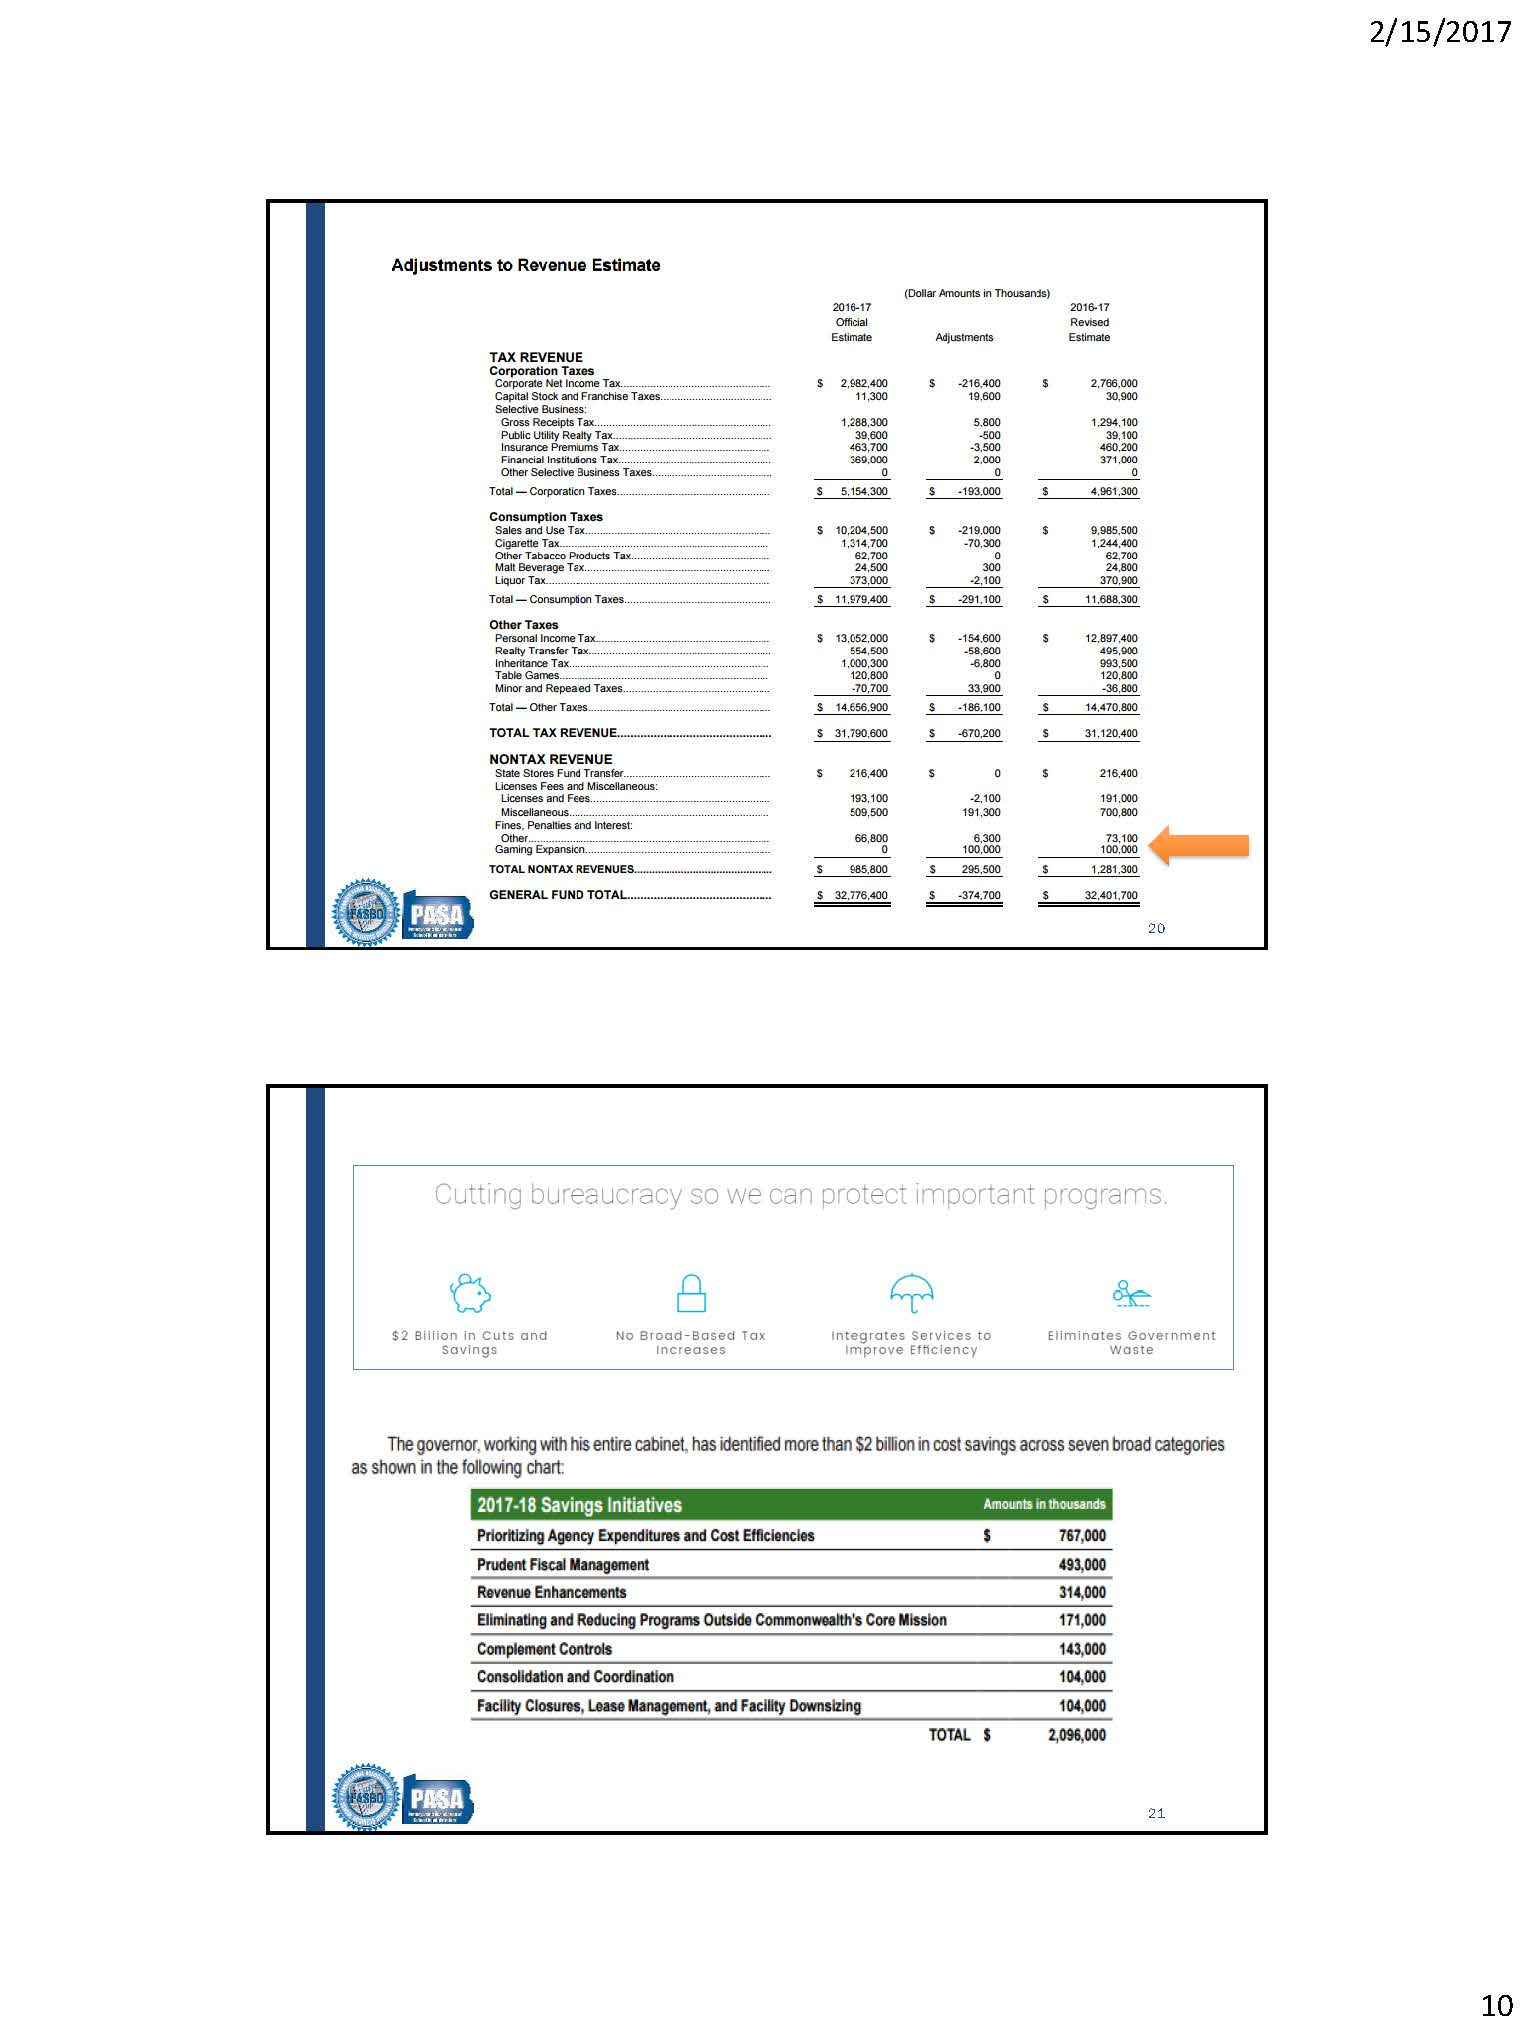 2/15/2017
Adjustments to Revenue Estimate
(Dollar Amounts in Thousands)
2016-17 2016-17
Official Revised
Estimate Adjustments Estimate
TAX REVENUE
Corporation Taxes
Corporate Net Income Tax $ 2,982,400 $ -216,400 $ 2,766,000
Capital Stock and Franchise Taxes 11,300 19,600 30,900
Selective Business:
Gross Receipts Tax 1,288,300 5,800 1,294,100
Public Utility Realty Tax 39,600 -500 39,100
Insurance Premiums Tax 463,700 -3,500 460,200
Financial Institutions Tax 369,000 2,000 371,000
Other Selective Business Taxes 0 0 0
Total — Corporation Taxes $ 5,154,300 $ -193,000 $ 4,961,300
Consumption Taxes
Sales and Use Tax $ 10,204,500 $ -219,000 $ 9,985,500
Cigarette Tax 1,314,700 -70,300 1,244,400
Other Tobacco Products Tax 62,700 0 62,700
Malt Beverage Tax 24,500 300 24,800
Liquor Tax 373,000 -2,100 370,900
Total — Consumption Taxes $ 11,979,400 $ -291,100 $ 11,688,300
Other Taxes
Personal Income Tax $ 13,052,000 $ -154,600 $ 12,897,400
Realty Transfer Tax 554,500 -58,600 495,900
Inheritance Tax 1,000,300 -6,800 993,500
Table Games 120,800 0 120,800
Minor and Repealed Taxes -70,700 33,900 -36,800
Total — Other Taxes $ 14,656,900 $ -186,100 $ 14,470,800
TOTAL TAX REVENUE $ 31,790,600 $ -670,200 $ 31,120,400
NONTAX REVENUE
State Stores Fund Transfer $ 216,400 $ 0 $ 216,400
Licenses Fees and Miscellaneous:
Licenses and Fees 193,100 -2,100 191,000
Miscellaneous 509,500 191,300 700,800
Fines, Penalties and Interest:
Other 66,800 6,300 73,100
Gaming Expansion 0 100,000 100,000
TOTAL NONTAX REVENUES $ 985,800 $ 295,500 $ 1,281,300
GENERAL FUND TOTAL $ 32,776,400 $ -374,700 $ 32,401,700
PASBO PASA
20
Cutting bureaucracy so we can protect important programs.
$2 Billion in Cuts and Savings
No Broad-Based Tax Increases
Integrates Services to Improve Efficiency
Eliminates Government Waste
The governor, working with his entire cabinet, has identified more than $2 billion in cost savings across seven broad categories
as shown in the following chart:
2017-18 Savings Initiatives Amounts in thousands
Prioritizing Agency Expenditures and Cost Efficiencies $ 767,000
Prudent Fiscal Management 493,000
Revenue Enhancements 314,000
Eliminating and Reducing Programs Outside Commonwealth's Core Mission 171,000
Complement Controls 143,000
Consolidation and Coordination 104,000
Facility Closures, Lease Management, and Facility Downsizing 104,000
TOTAL $ 2,096,000
PASBO PASA
21
10